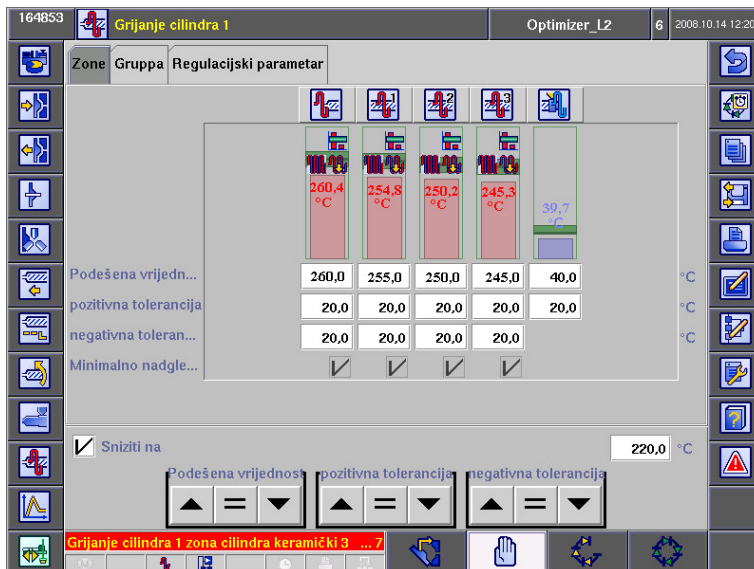 164853 Grijanje cilindra 1 Optimizer_L2 6 2008.10.14 12:20
Zone Gruppa Regulacijski parametar
1 2 3
260,4 °C 254,8 °C 250,2 °C 245,3 °C 39,7 °C
Podešena vrijedn... 260,0 255,0 250,0 245,0 40,0 °C
pozitivna tolerancija 20,0 20,0 20,0 20,0 20,0 °C
negativna toleran... 20,0 20,0 20,0 20,0 °C
Minimalno nadgle...
Sniziti na 220,0 °C
Podešena vrijednost pozitivna tolerancija negativna tolerancija
Grijanje cilindra 1 zona cilindra keramički 3 ... 7